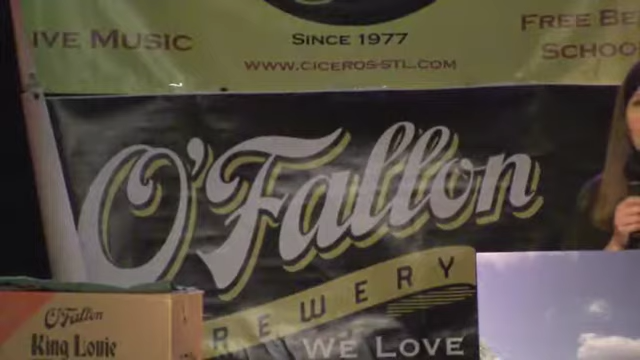 IVE MUSIC
SINCE 1977
WWW.CICEROS-STL.COM
FREE BE
SCHOO
O'Fallon
REWERY
WE LOVE
O'Fallon
King Louie